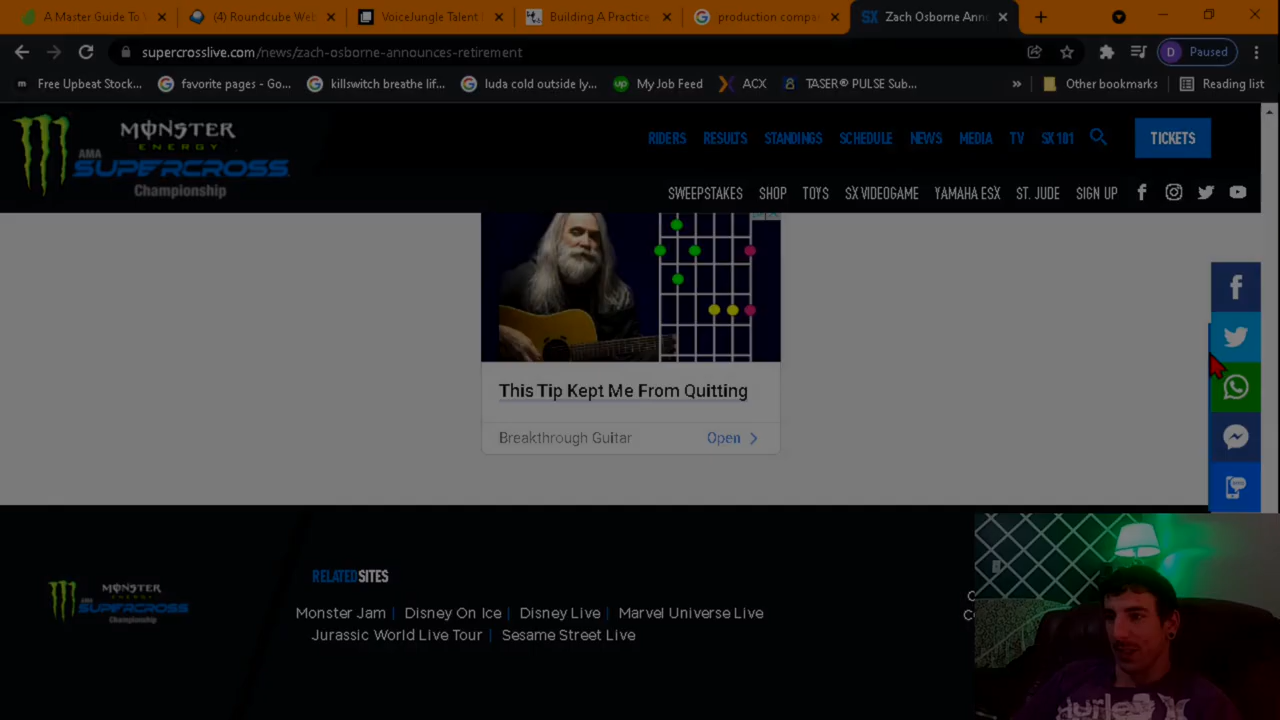 A Master Guide To
(4) Roundcube Web
VoiceJungle Talent
Building A Practice
production compa
Zach Osborne Ann
supercrosslive.com/news/zach-osborne-announces-retirement
D Paused
Free Upbeat Stock...
favorite pages - Go...
killswitch breathe lif...
luda cold outside ly...
My Job Feed
ACX
TASER® PULSE Sub...
»
Other bookmarks
Reading list
MONSTER
ENERGY
AMA
SUPERCROSS
Championship
RIDERS RESULTS STANDINGS SCHEDULE NEWS MEDIA TV SX 101 TICKETS
SWEEPSTAKES SHOP TOYS SX VIDEOGAME YAMAHA ESX ST. JUDE SIGN UP
This Tip Kept Me From Quitting
Breakthrough Guitar Open
RELATED SITES
MONSTER
ENERGY
SUPERCROSS
Championship
Monster Jam | Disney On Ice | Disney Live | Marvel Universe Live
Jurassic World Live Tour | Sesame Street Live
Hurley